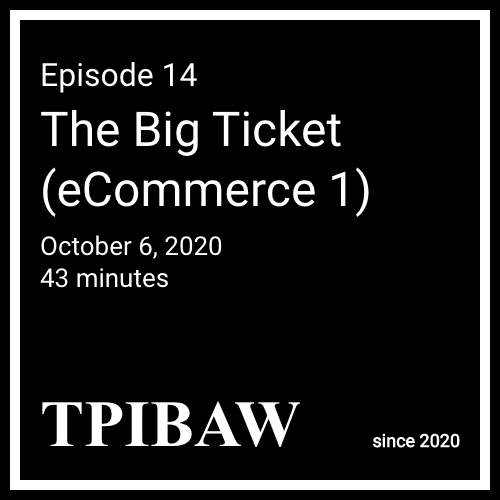 Episode 14
The Big Ticket
(eCommerce 1)
October 6, 2020
43 minutes
TPIBAW
since 2020